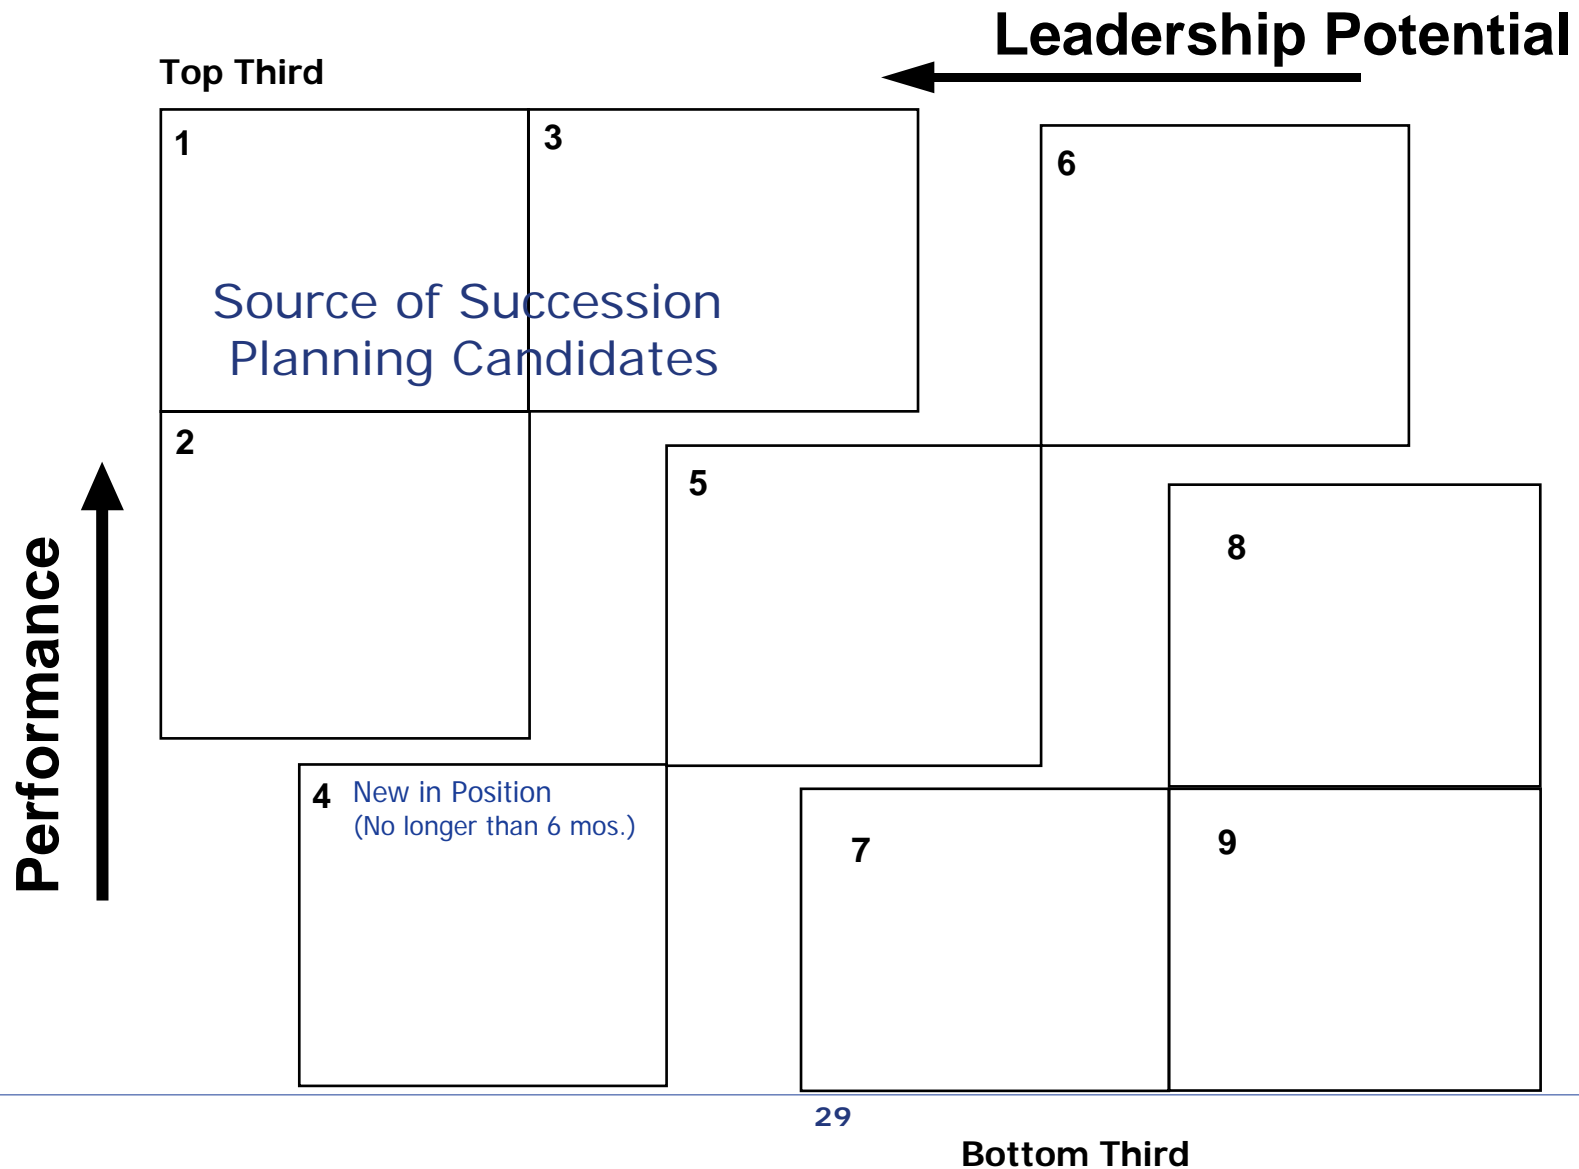 Leadership Potential
Top Third
1
3
6
Source of Succession
Planning Candidates
2
5
8
Performance
4 New in Position
(No longer than 6 mos.)
7
9
29
Bottom Third